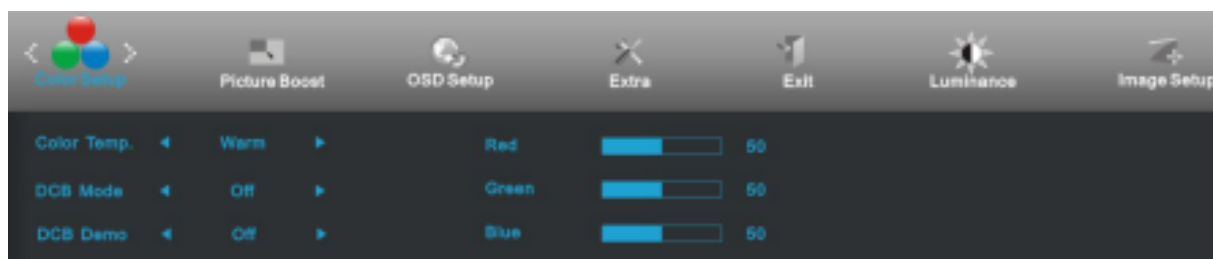 Color Setup Picture Boost OSD Setup Extra Exit Luminance Image Setup
Color Temp. Warm Red 50
DCB Mode Off Green 50
DCB Demo Off Blue 50